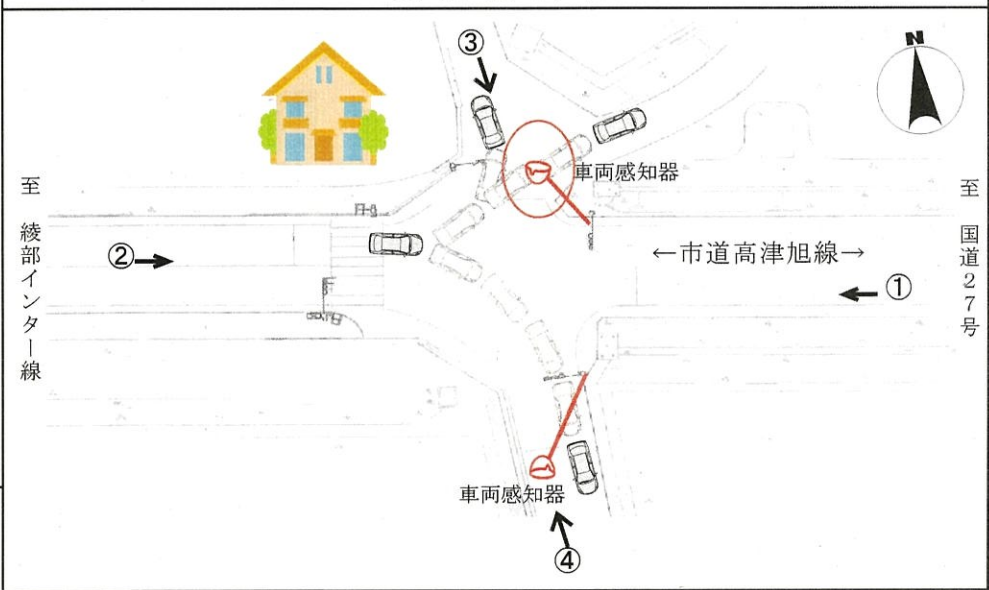 N
③
車両感知器
至 綾部インター線
至 国道27号
②
←市道高津旭線→
①
車両感知器
④